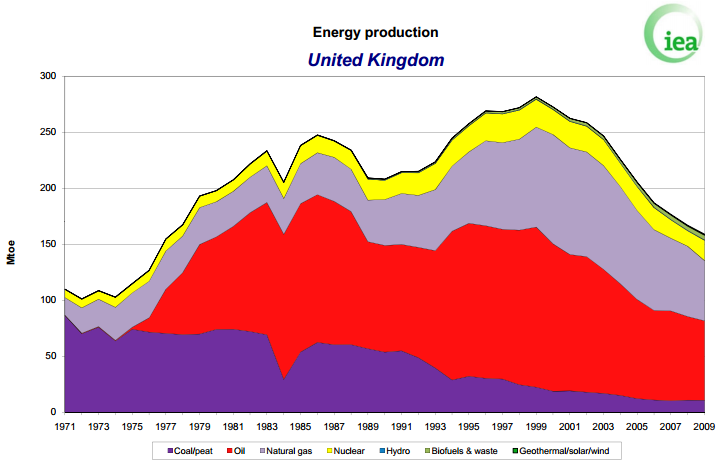 Energy production
United Kingdom
iea
300
250
200
150
100
50
0
Mtoe
1971 1973 1975 1977 1979 1981 1983 1985 1987 1989 1991 1993 1995 1997 1999 2001 2003 2005 2007 2009
Coal/peat Oil Natural gas Nuclear Hydro Biofuels & waste Geothermal/solar/wind